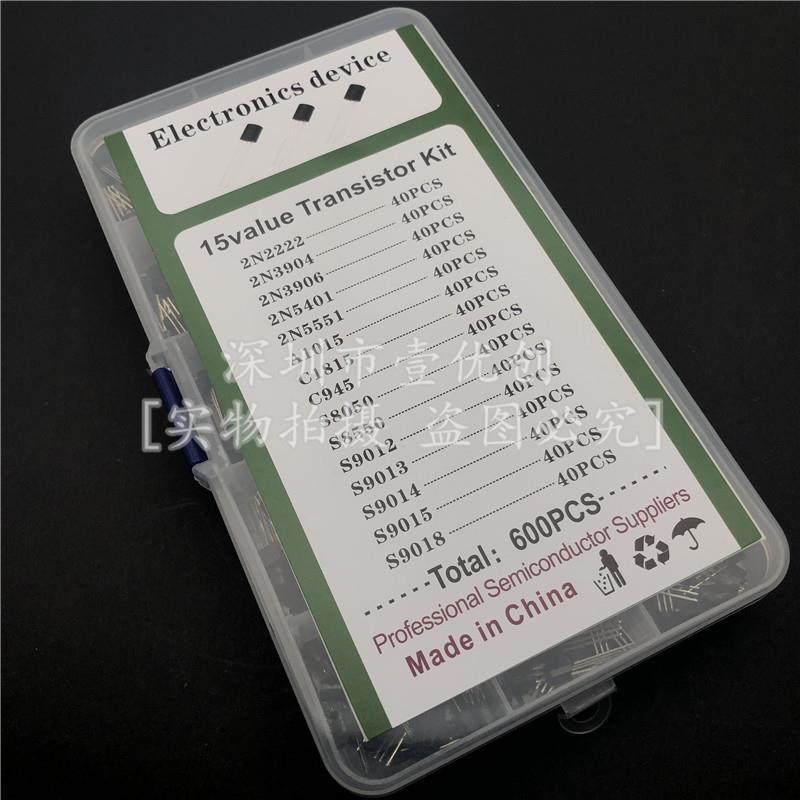 Electronics device
15value Transistor Kit
2N2222 40PCS
2N3904 40PCS
2N3906 40PCS
2N5401 40PCS
2N5551 40PCS
A1015 40PCS
C1815 40PCS
C945 40PCS
S8050 40PCS
S8550 40PCS
S9012 40PCS
S9013 40PCS
S9014 40PCS
S9015 40PCS
S9018 40PCS
Total: 600PCS
Professional Semiconductor Suppliers
Made in China
深圳市壹优创
[实物拍摄 盗图必究]